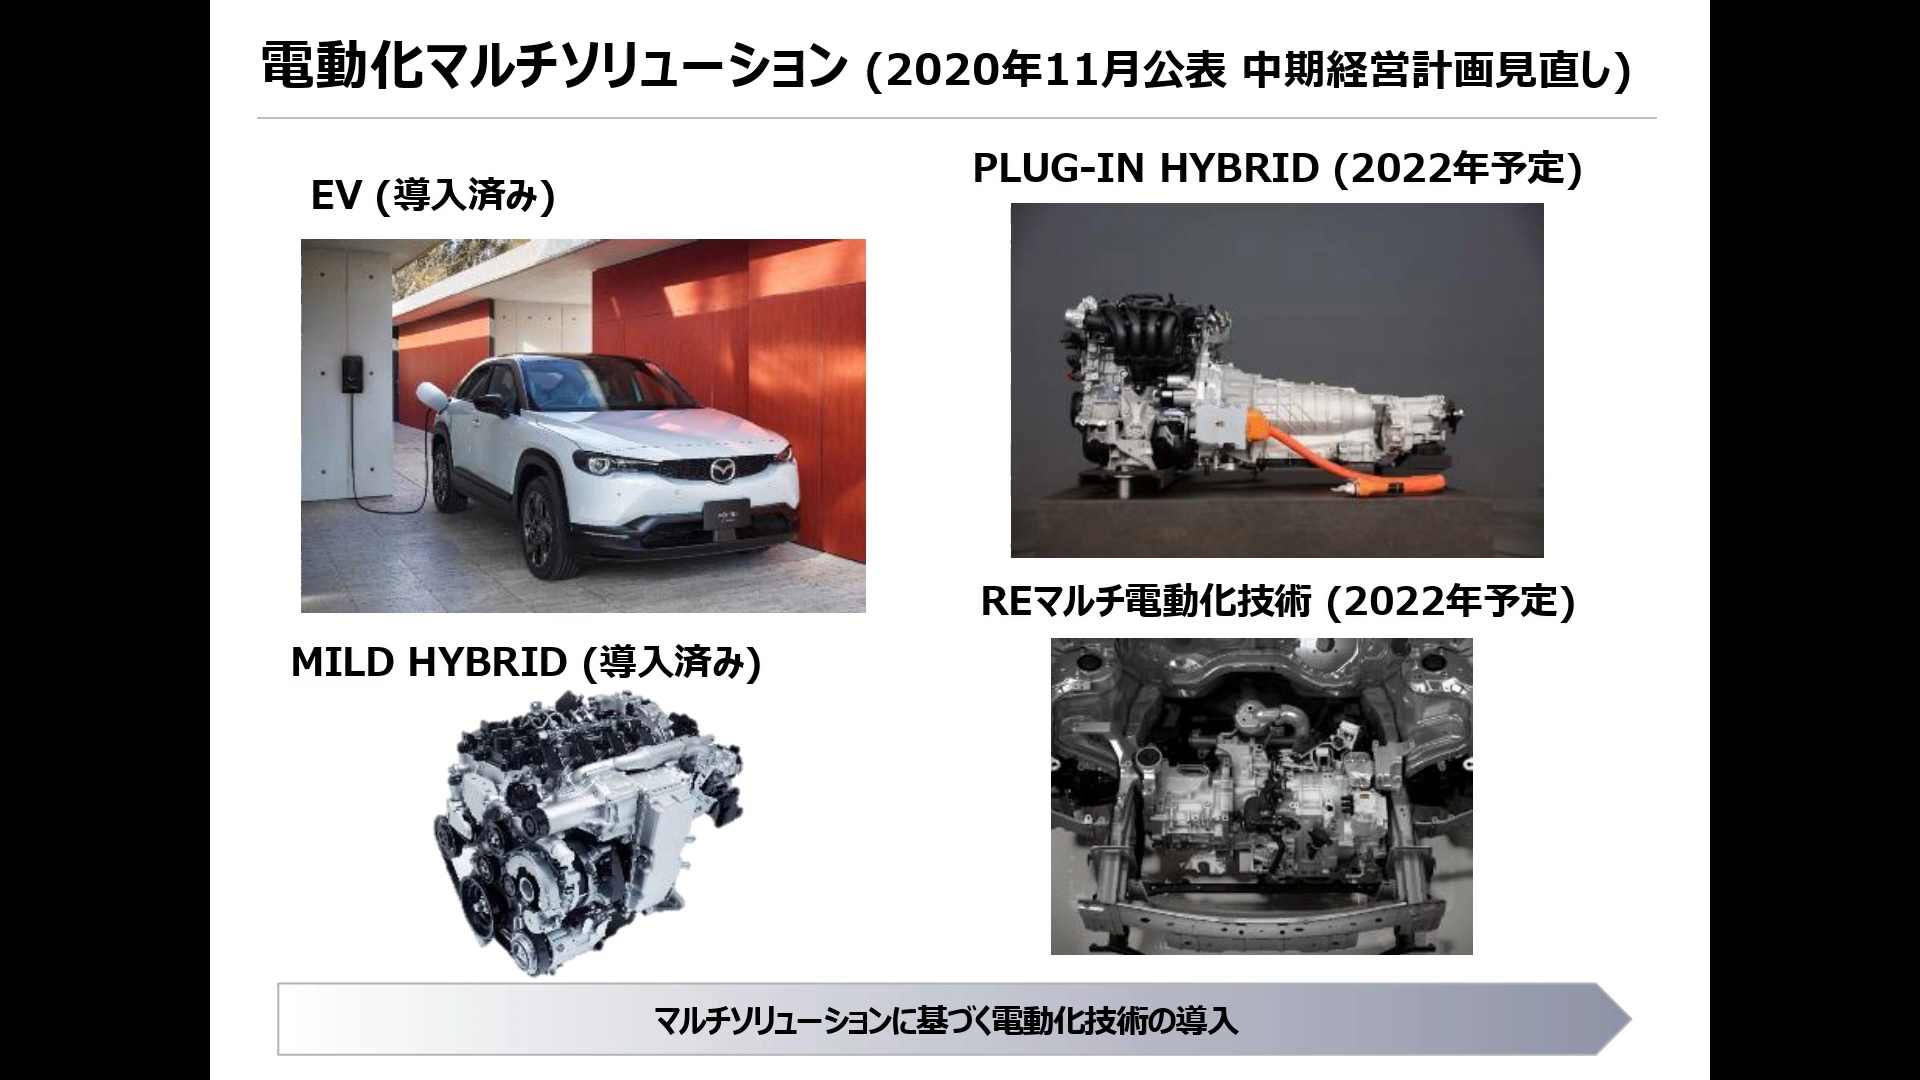 電動化マルチソリューション (2020年11月公表 中期経営計画見直し)
EV (導入済み)
PLUG-IN HYBRID (2022年予定)
MILD HYBRID (導入済み)
REマルチ電動化技術 (2022年予定)
マルチソリューションに基づく電動化技術の導入